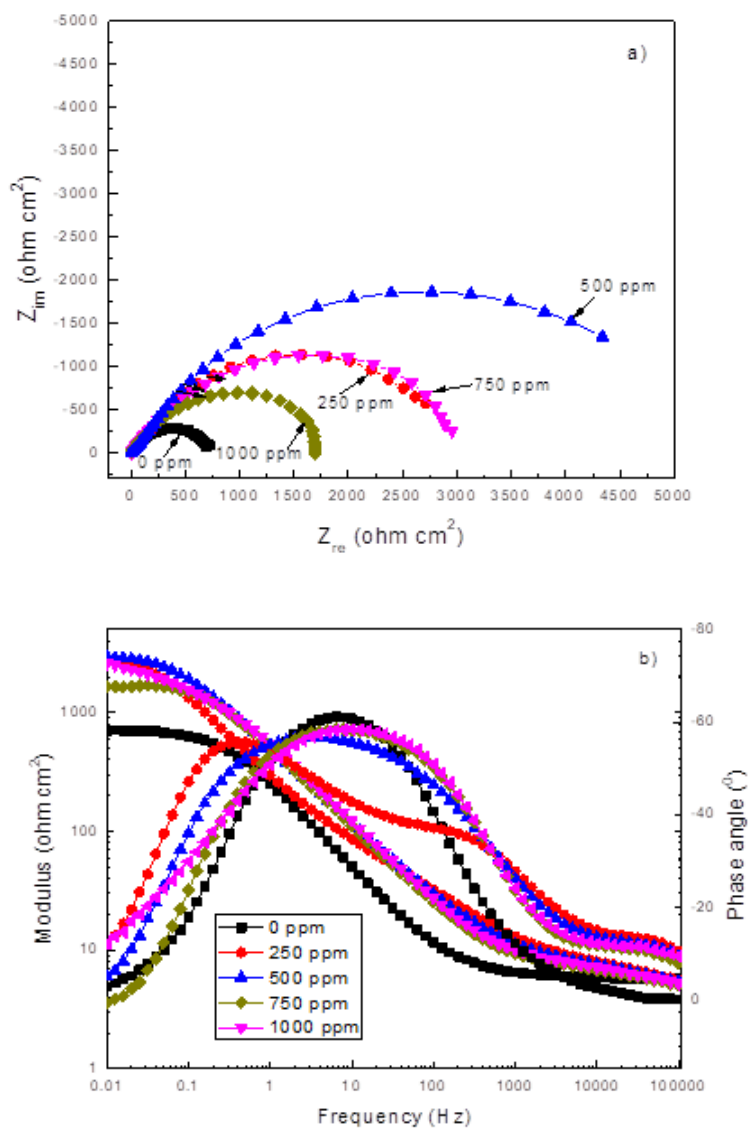 a)
-5000
-4500
-4000
-3500
-3000
-2500
-2000
-1500
-1000
-500
0
Z_im (ohm cm²)
500 ppm
750 ppm
250 ppm
1000 ppm
0 ppm
0 500 1000 1500 2000 2500 3000 3500 4000 4500 5000
Z_re (ohm cm²)
b)
1000
100
10
1
Modulus (ohm cm²)
-80
-60
-40
-20
0
Phase angle (⁰)
0 ppm
250 ppm
500 ppm
750 ppm
1000 ppm
0.01 0.1 1 10 100 1000 10000 100000
Frequency (Hz)